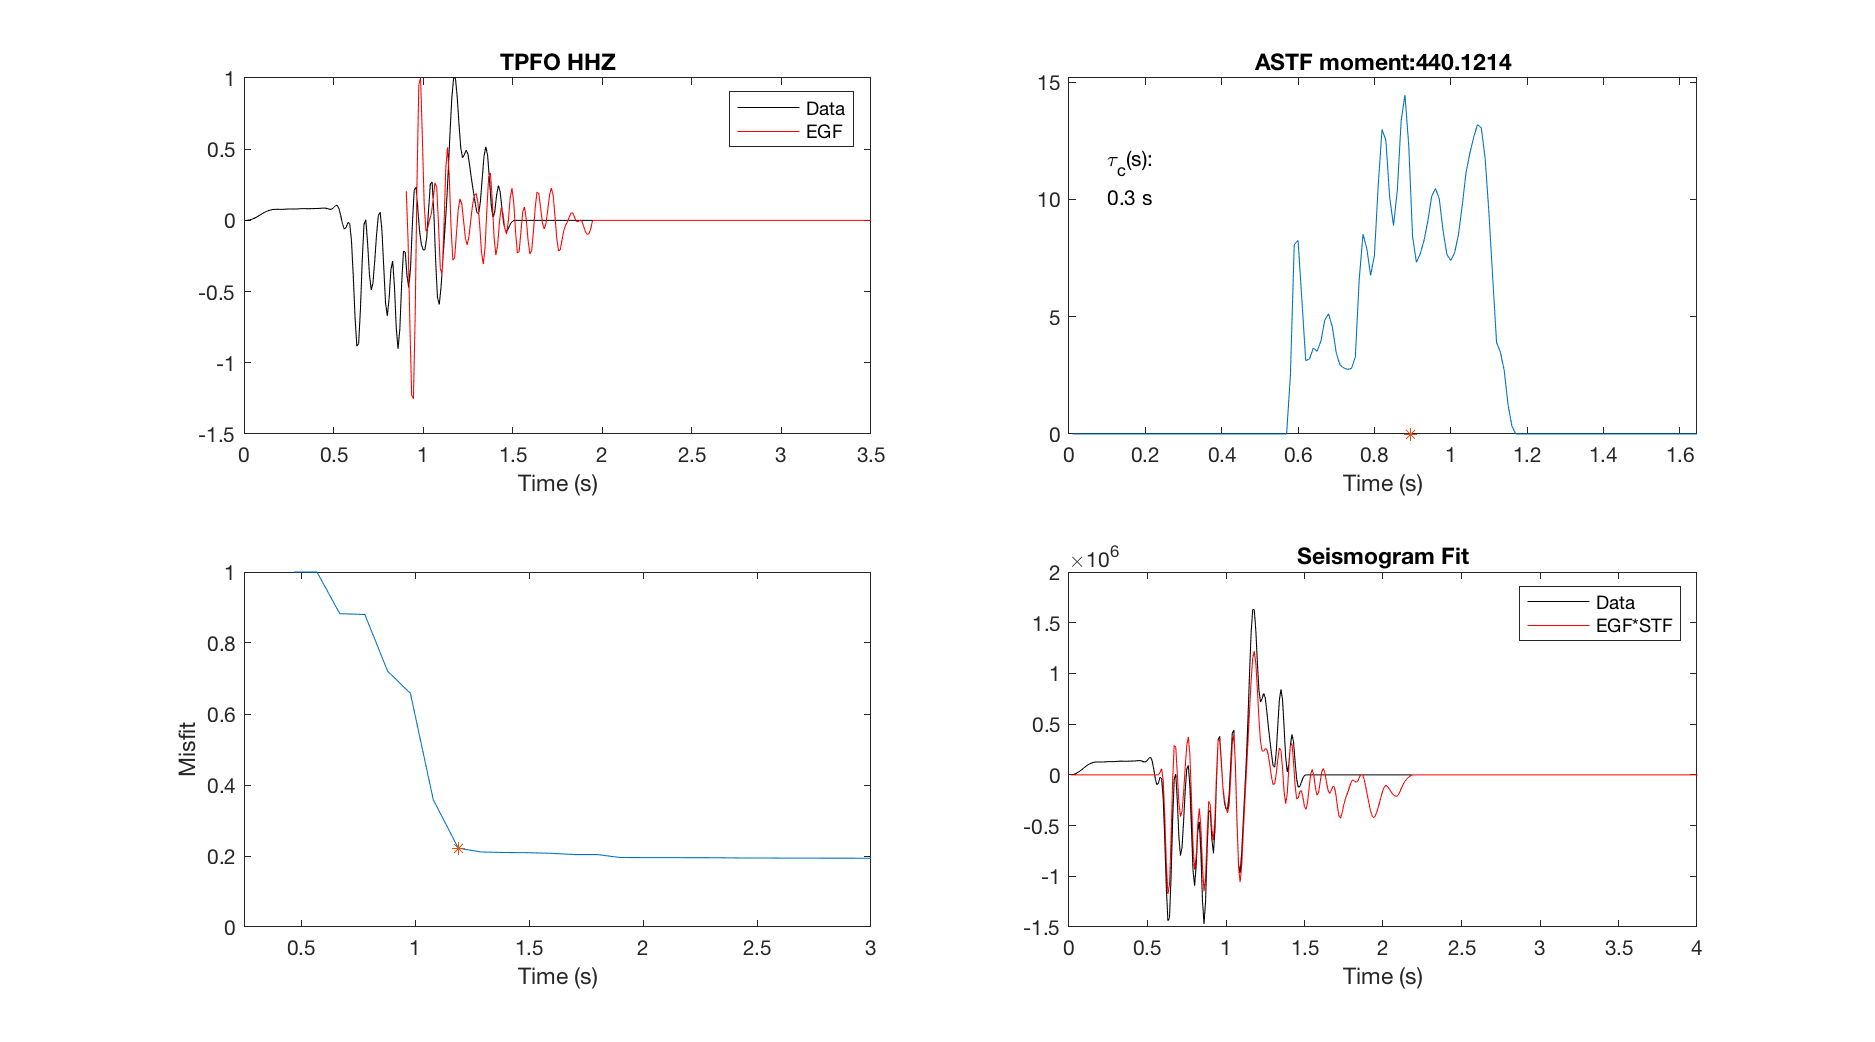 TPFO HHZ
1
0.5
0
-0.5
-1
-1.5
0 0.5 1 1.5 2 2.5 3 3.5
Time (s)
Data
EGF
ASTF moment:440.1214
15
10
5
0
τc(s):
0.3 s
0 0.2 0.4 0.6 0.8 1 1.2 1.4 1.6
Time (s)
Misfit
1
0.8
0.6
0.4
0.2
0
0.5 1 1.5 2 2.5 3
Time (s)
Seismogram Fit
×10^6
2
1.5
1
0.5
0
-0.5
-1
-1.5
0 0.5 1 1.5 2 2.5 3 3.5 4
Time (s)
Data
EGF*STF